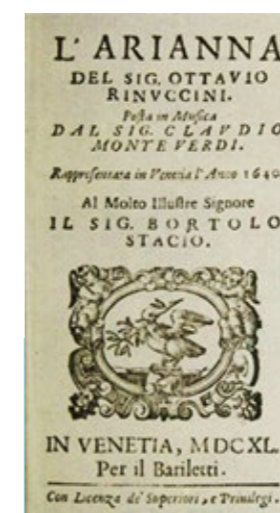 L' ARIANNA
DEL SIG. OTTAVIO
RINVCCINI.
Posta in Musica
DAL SIG. CLAVDIO
MONTE VERDI.
Rappresentata in Venetia l'Anno 1640
Al Molto Illustre Signore
IL SIG. BORTOLO
STACIO.
IN VENETIA, MDCXL.
Per il Bariletti.
Con Licenza de' Superiori, e Priuilegi.